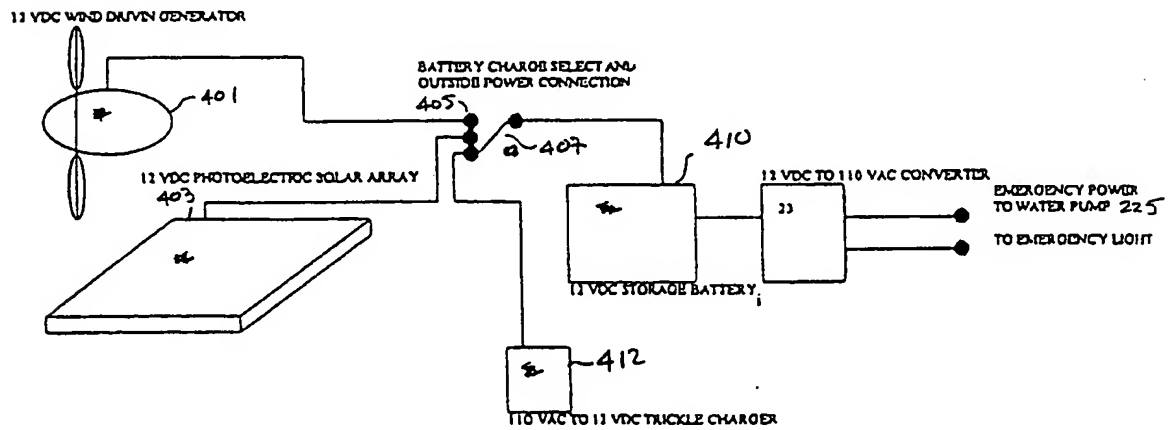 12 VDC WIND DRIVIN GENERATOR
401
BATTERY CHARGE SELECT AND
OUTSIDE POWER CONNECTION
405
407
410
12 VDC PHOTOELECTRIC SOLAR ARRAY
403
12 VDC TO 110 VAC CONVERTER
23
EMERGENCY POWER
TO WATER PUMP 225
TO EMERGENCY LIGHT
12 VDC STORAGE BATTERY
412
110 VAC TO 12 VDC TRICKLE CHARGER